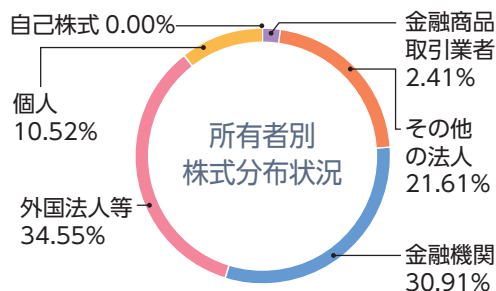 自己株式 0.00%
金融商品
取引業者
2.41%
個人
10.52%
所有者別
株式分布状況
その他
の法人
21.61%
外国法人等
34.55%
金融機関
30.91%